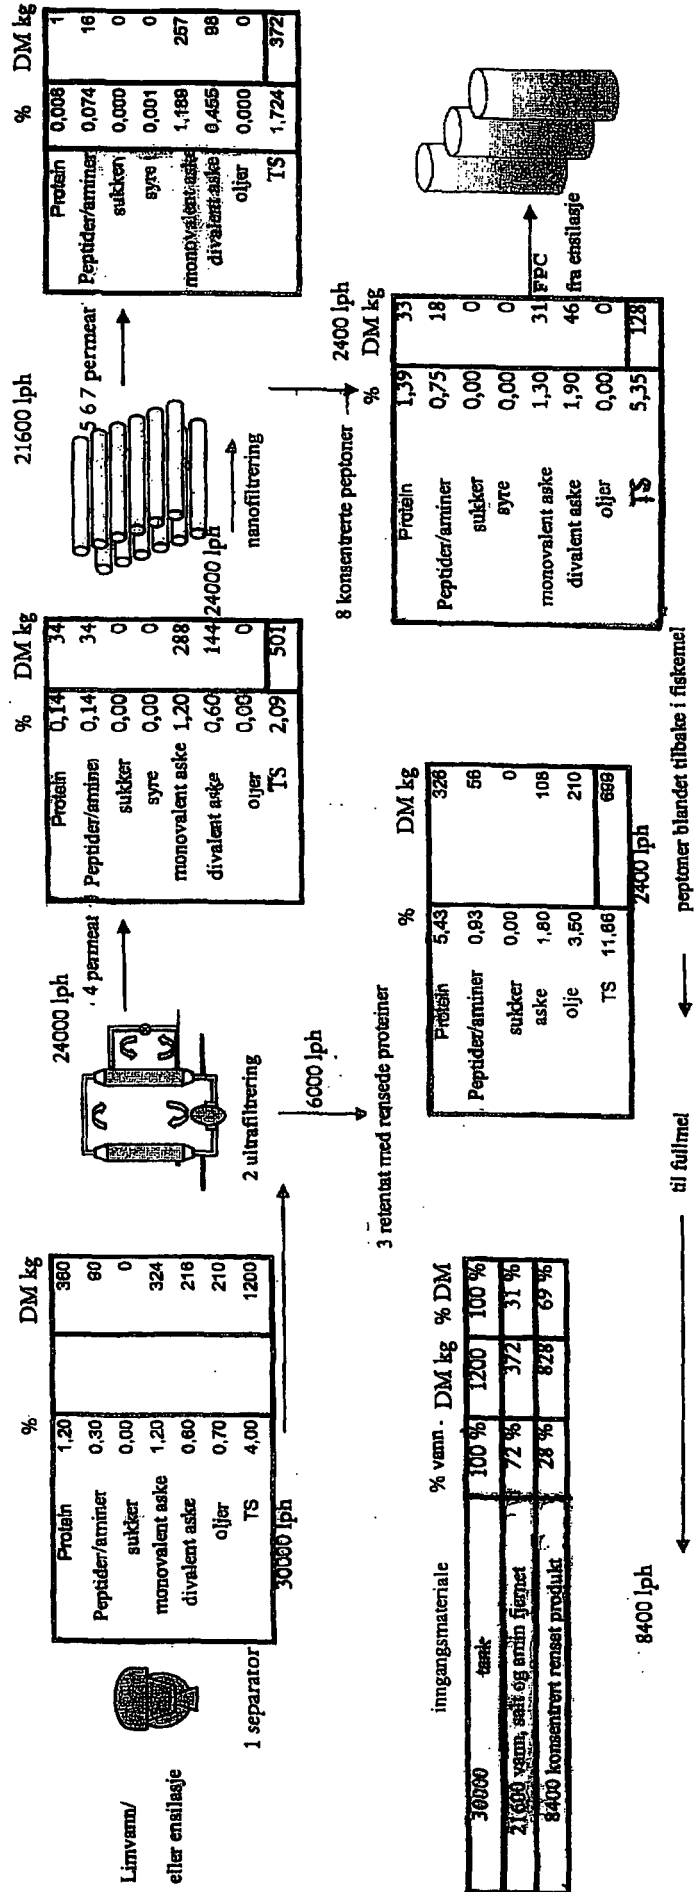 Limvann/
eller ensilasje
1 separator
% DM kg
Protein 1,20 360
Peptider/aminer 0,30 90
sukker 0,00 0
monovalent aske 1,20 324
divalent aske 0,60 216
oljer 0,70 210
TS 4,00 1200
30000 lph
2 ultrafiltrering
6000 lph
3 retentat med rensede proteiner
24000 lph
4 permeat
% DM kg
Protein 0,14 34
Peptider/aminer 0,14 34
sukker 0,00 0
syre 0,00 0
monovalent aske 1,20 288
divalent aske 0,60 144
oljer 0,00 0
TS 2,09 501
24000 lph
nanofiltrering
21600 lph
5 6 7 permeat
% DM kg
Protein 0,008 1
Peptider/aminer 0,074 16
sukken 0,000 0
syre 0,001 0
monovalent aske 1,189 257
divalent aske 0,455 98
oljer 0,000 0
TS 1,724 372
8 konsentrerte peptoner
2400 lph
% DM kg
Protein 1,39 33
Peptider/aminer 0,75 18
sukker 0,00 0
syre 0,00 0
monovalent aske 1,30 31
divalent aske 1,90 46
oljer 0,00 0
TS 5,35 128
FPC
fra ensilasje
% DM kg
Protein 5,43 326
Peptider/aminer 0,93 56
sukker 0,00 0
aske 1,80 108
olje 3,50 210
TS 11,66 699
2400 lph
peptoner blandet tilbake i fiskemel
til fullmel
inngangsmateriale % vann - DM kg % DM
30000 tank 100 % 1200 100 %
21600 vann, salt og amin fjernet 72 % 372 31 %
8400 konsentrert renset produkt 28 % 828 69 %
8400 lph